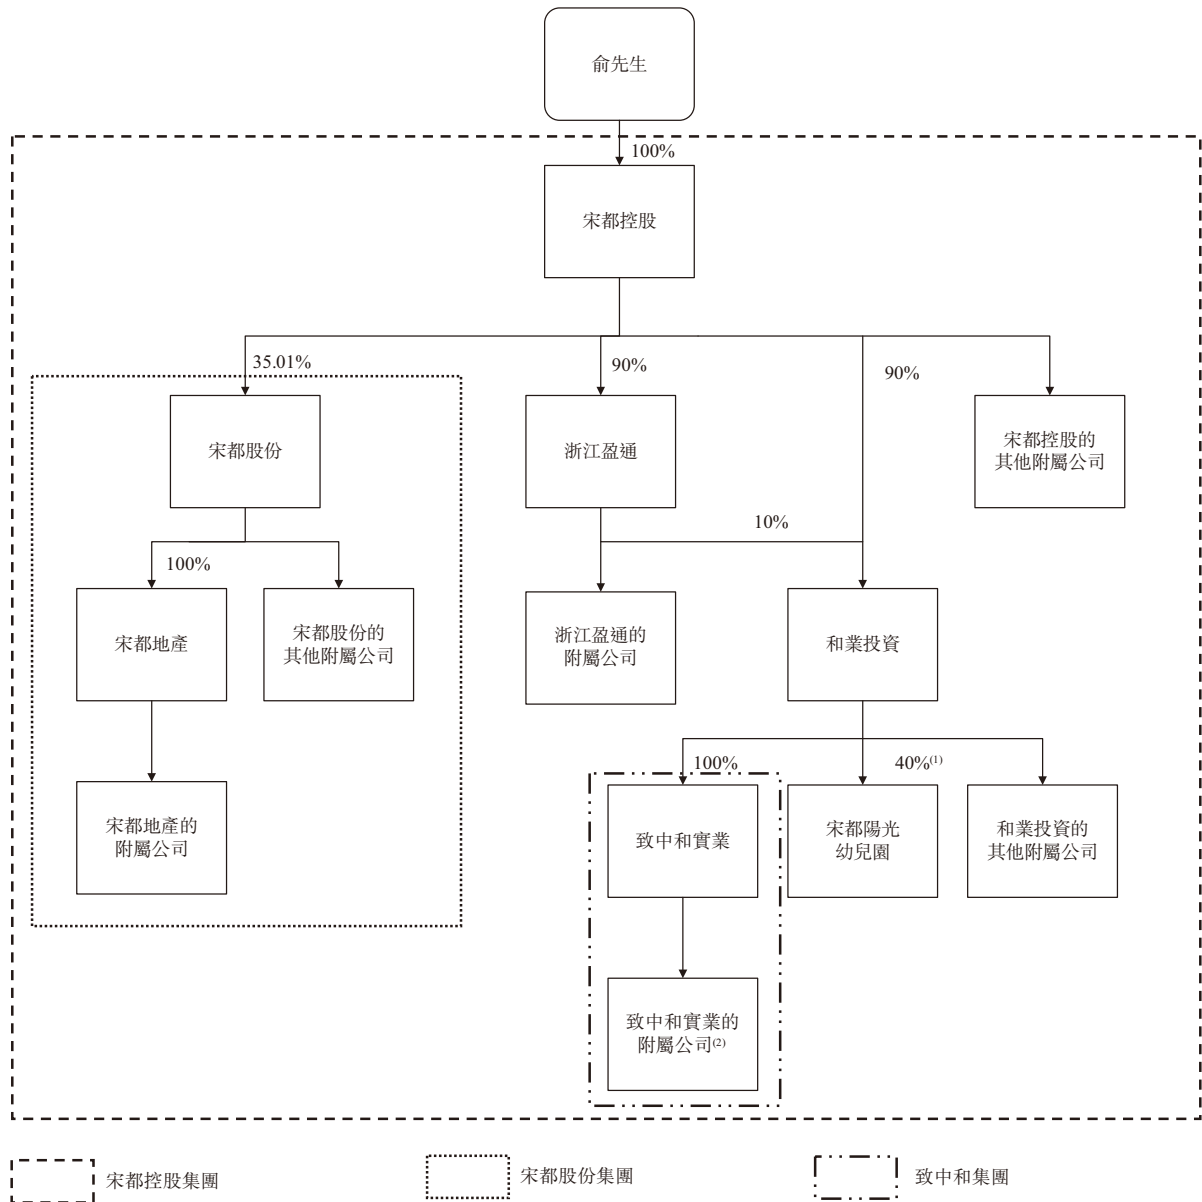 俞先生
100%
宋都控股
35.01%
90%
90%
宋都股份
浙江盈通
宋都控股的
其他附屬公司
10%
100%
宋都地產
宋都股份的
其他附屬公司
浙江盈通的
附屬公司
和業投資
100%
40%(1)
宋都地產的
附屬公司
致中和實業
宋都陽光
幼兒園
和業投資的
其他附屬公司
致中和實業的
附屬公司(2)
宋都控股集團
宋都股份集團
致中和集團